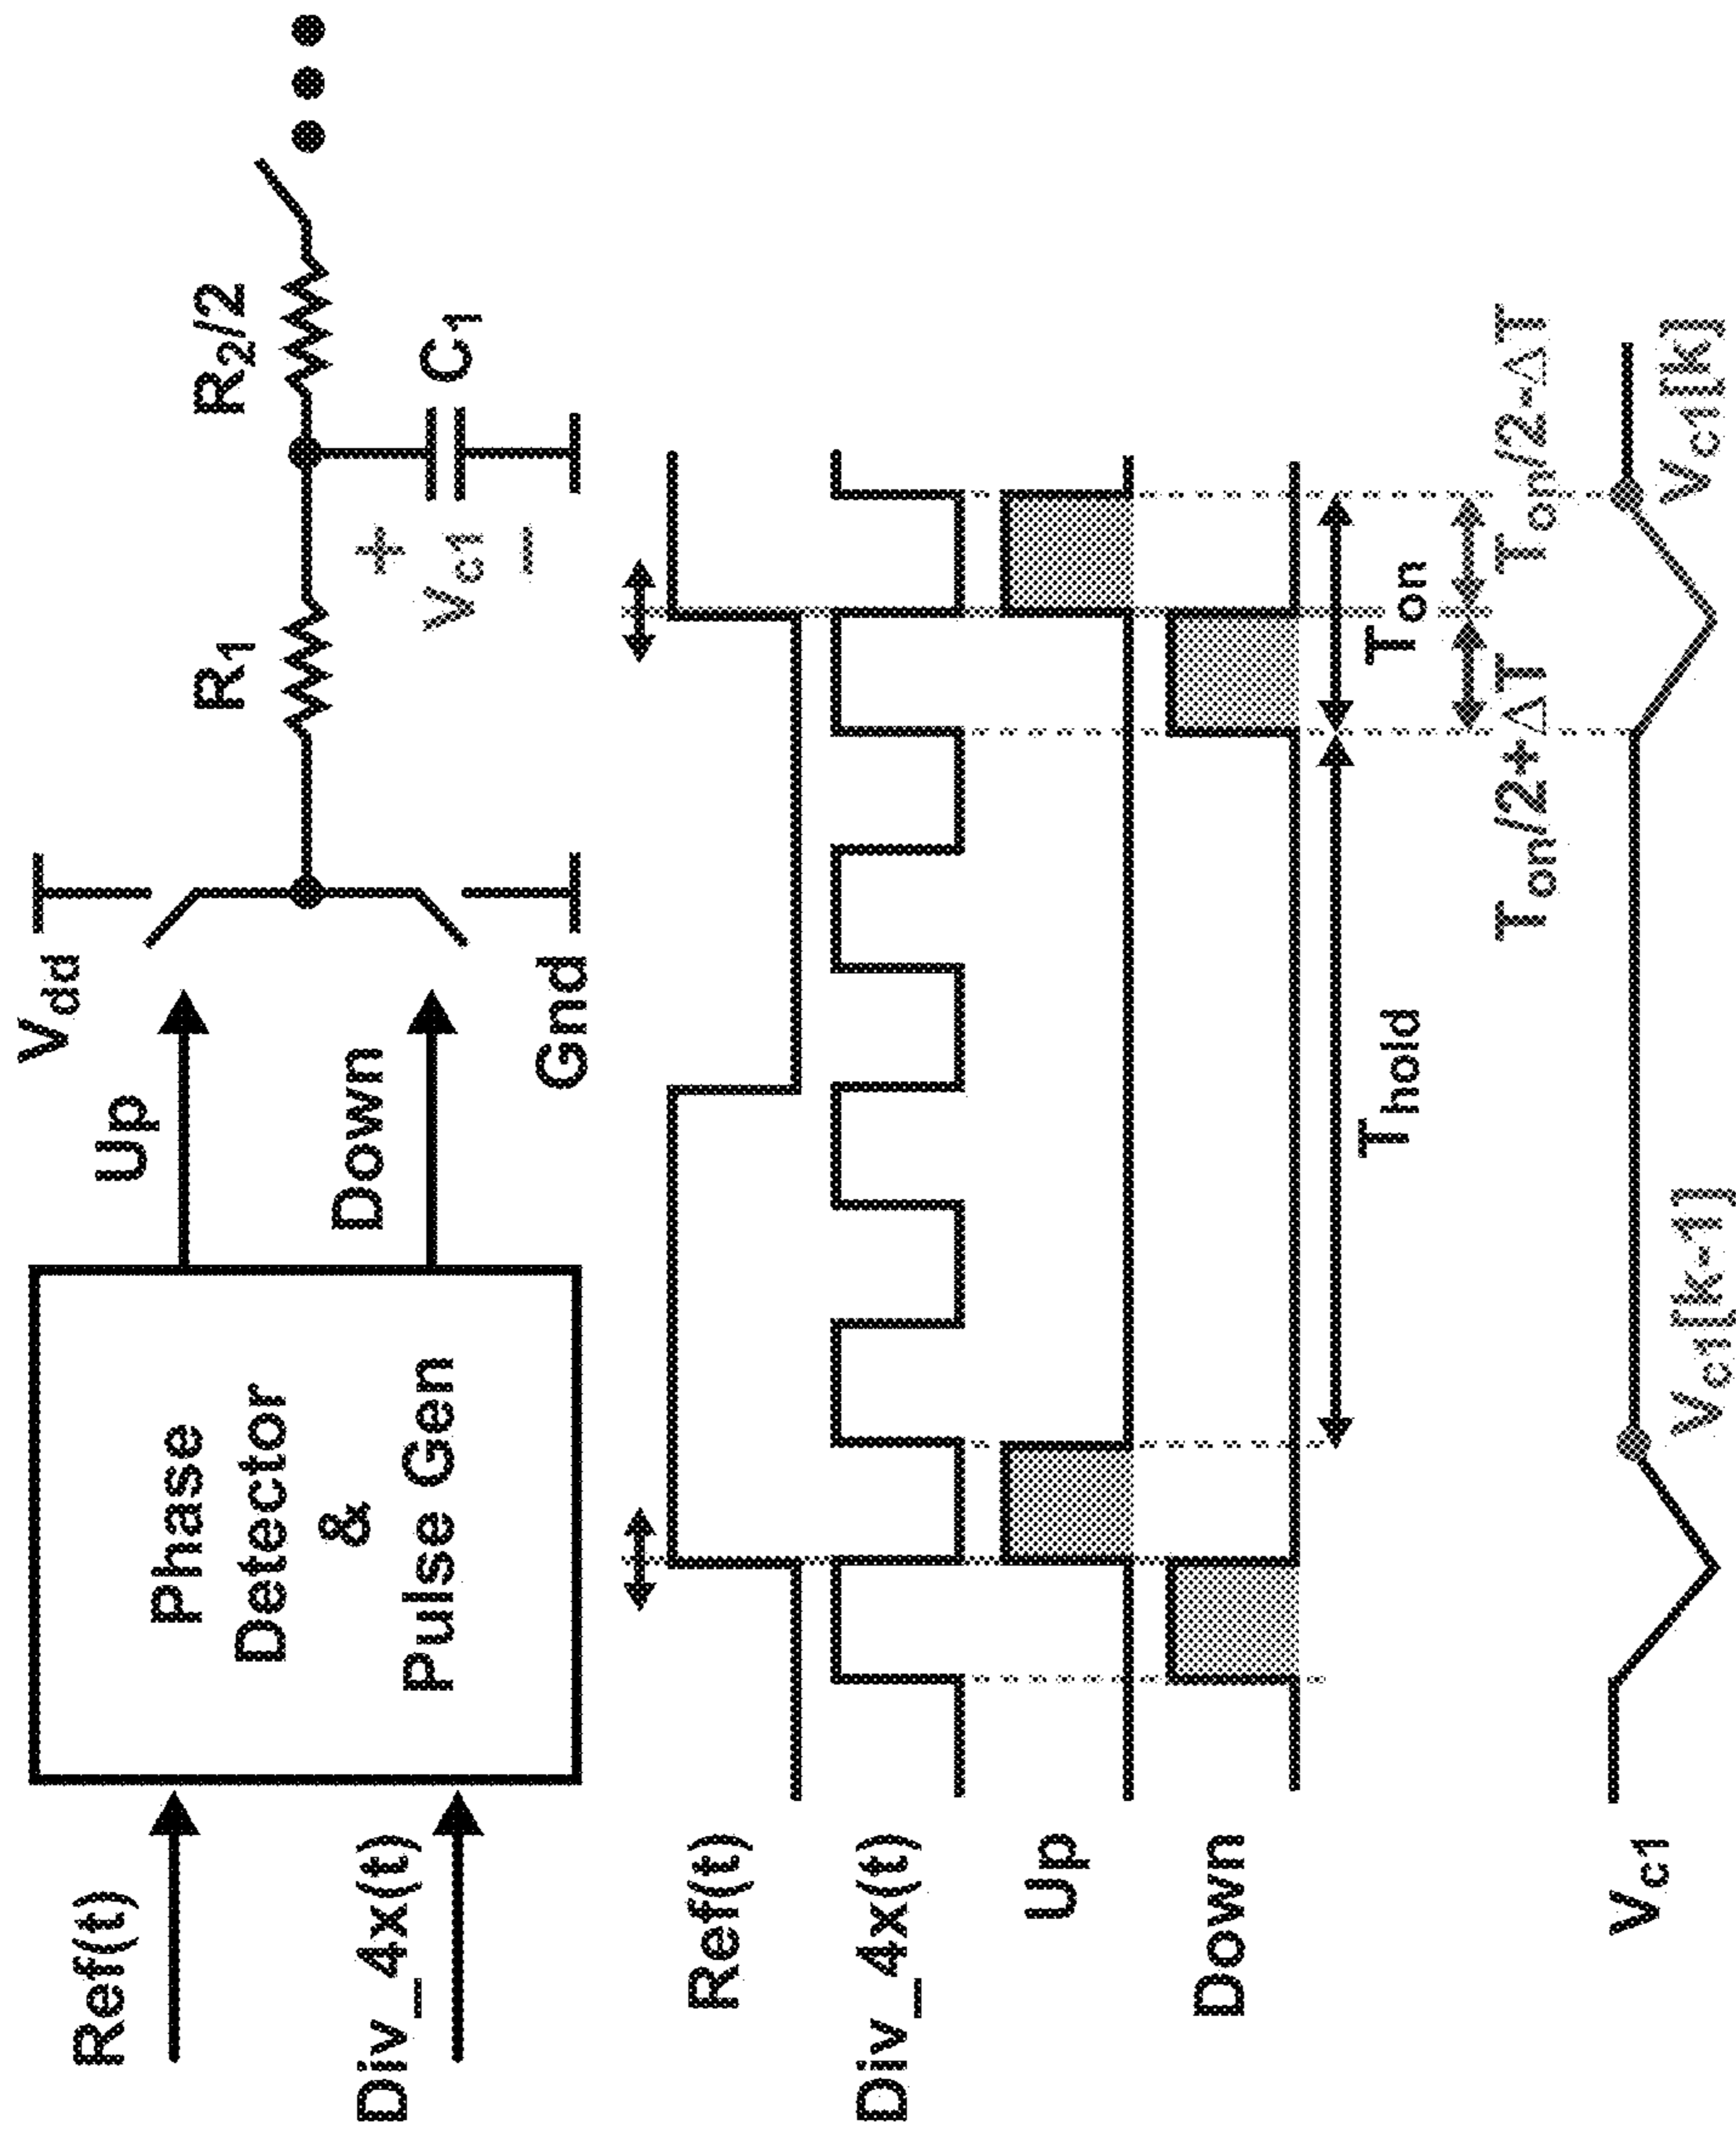 Ref(t)
Div_4x(t)
Phase
Detector
&
Pulse Gen
Up
Down
Vdd
Gnd
R1
R2/2
+
Vc1
−
C1
Ref(t)
Div_4x(t)
Up
Down
Thold
Ton
Ton/2+ΔT
Ton/2-ΔT
Vc1
Vc1[k-1]
Vc1[k]